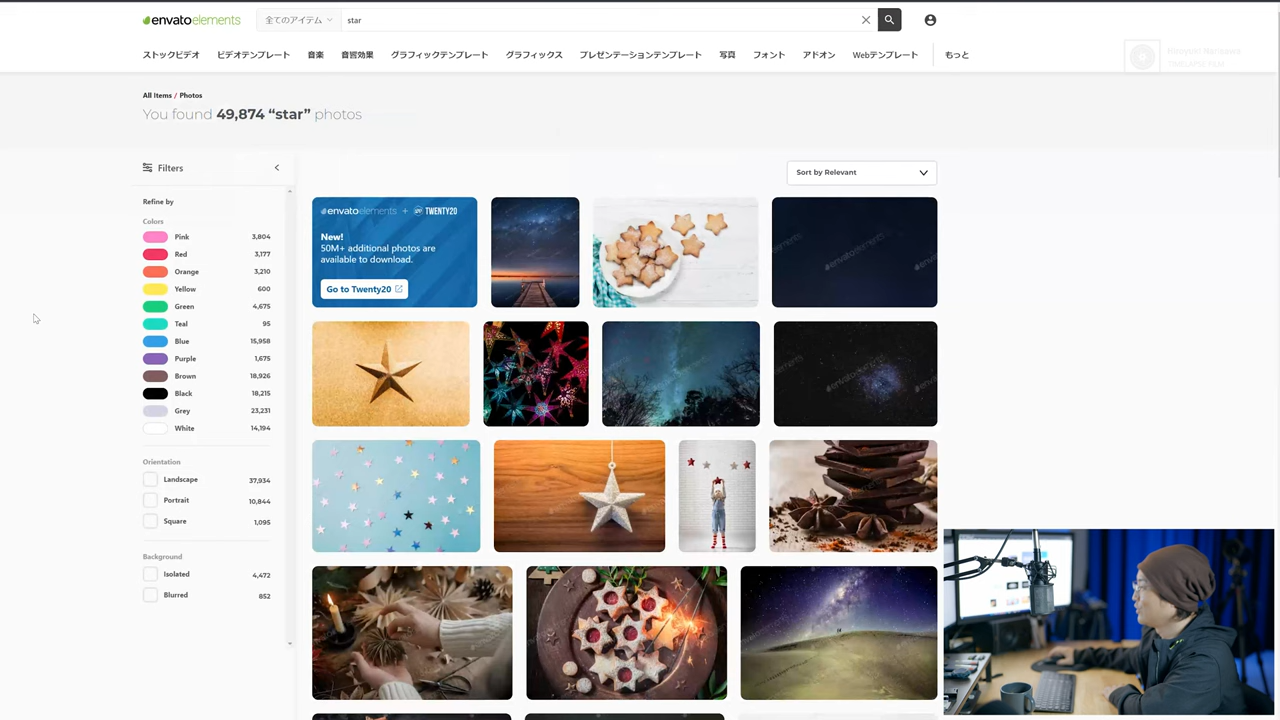 envatoelements
全てのアイテム
star
ストックビデオ
ビデオテンプレート
音楽
音響効果
グラフィックテンプレート
グラフィックス
プレゼンテーションテンプレート
写真
フォント
アドオン
Webテンプレート
もっと
All Items / Photos
You found 49,874 “star” photos
Filters
Sort by Relevant
Refine by
Colors
Pink 3,804
Red 3,177
Orange 3,210
Yellow 600
Green 4,675
Teal 95
Blue 15,958
Purple 1,675
Brown 18,926
Black 18,215
Grey 23,231
White 14,194
Orientation
Landscape 37,934
Portrait 10,844
Square 1,095
Background
Isolated 4,472
Blurred 852
envatoelements + TWENTY20
New!
50M+ additional photos are
available to download.
Go to Twenty20